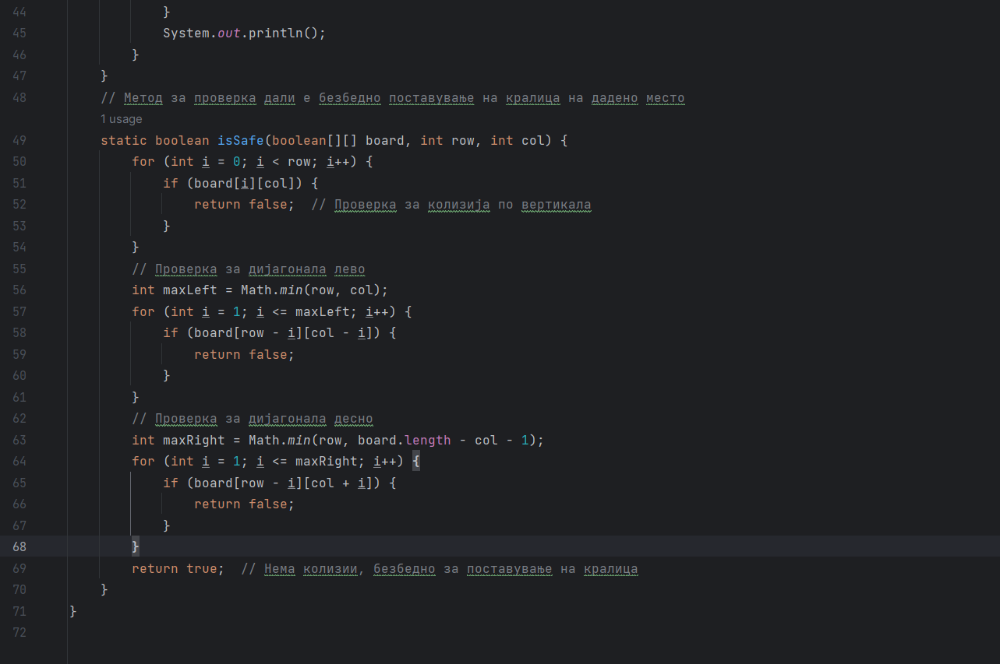 44 }
45 System.out.println();
46 }
47 }
48 // Метод за проверка дали е безбедно поставување на кралица на дадено место
1 usage
49 static boolean isSafe(boolean[][] board, int row, int col) {
50 for (int i = 0; i < row; i++) {
51 if (board[i][col]) {
52 return false;  // Проверка за колизија по вертикала
53 }
54 }
55 // Проверка за дијагонала лево
56 int maxLeft = Math.min(row, col);
57 for (int i = 1; i <= maxLeft; i++) {
58 if (board[row - i][col - i]) {
59 return false;
60 }
61 }
62 // Проверка за дијагонала десно
63 int maxRight = Math.min(row, board.length - col - 1);
64 for (int i = 1; i <= maxRight; i++) {
65 if (board[row - i][col + i]) {
66 return false;
67 }
68 }
69 return true;  // Нема колизии, безбедно за поставување на кралица
70 }
71 }
72